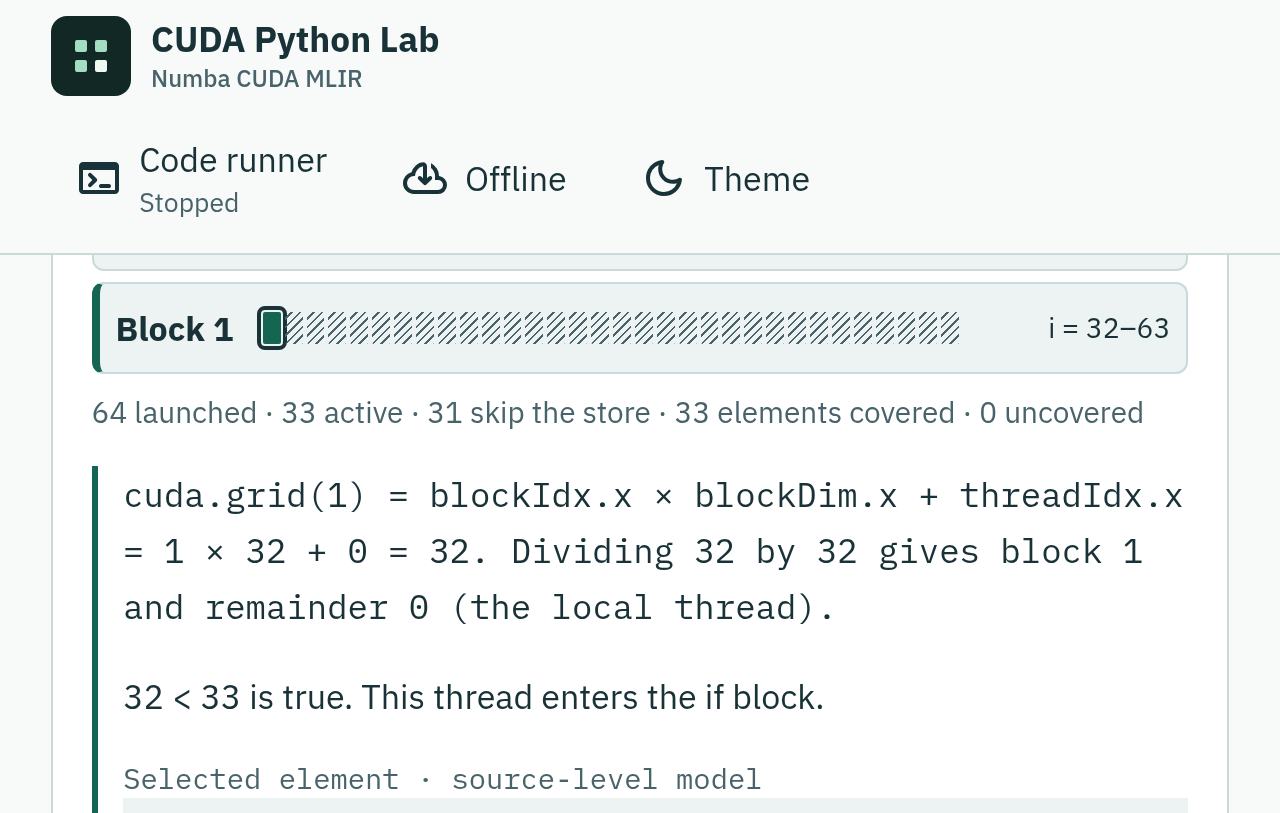 CUDA Python Lab
Numba CUDA MLIR
Code runner
Stopped
Offline
Theme
Block 1
i = 32–63
64 launched · 33 active · 31 skip the store · 33 elements covered · 0 uncovered
cuda.grid(1) = blockIdx.x × blockDim.x + threadIdx.x
= 1 × 32 + 0 = 32. Dividing 32 by 32 gives block 1
and remainder 0 (the local thread).
32 < 33 is true. This thread enters the if block.
Selected element · source-level model